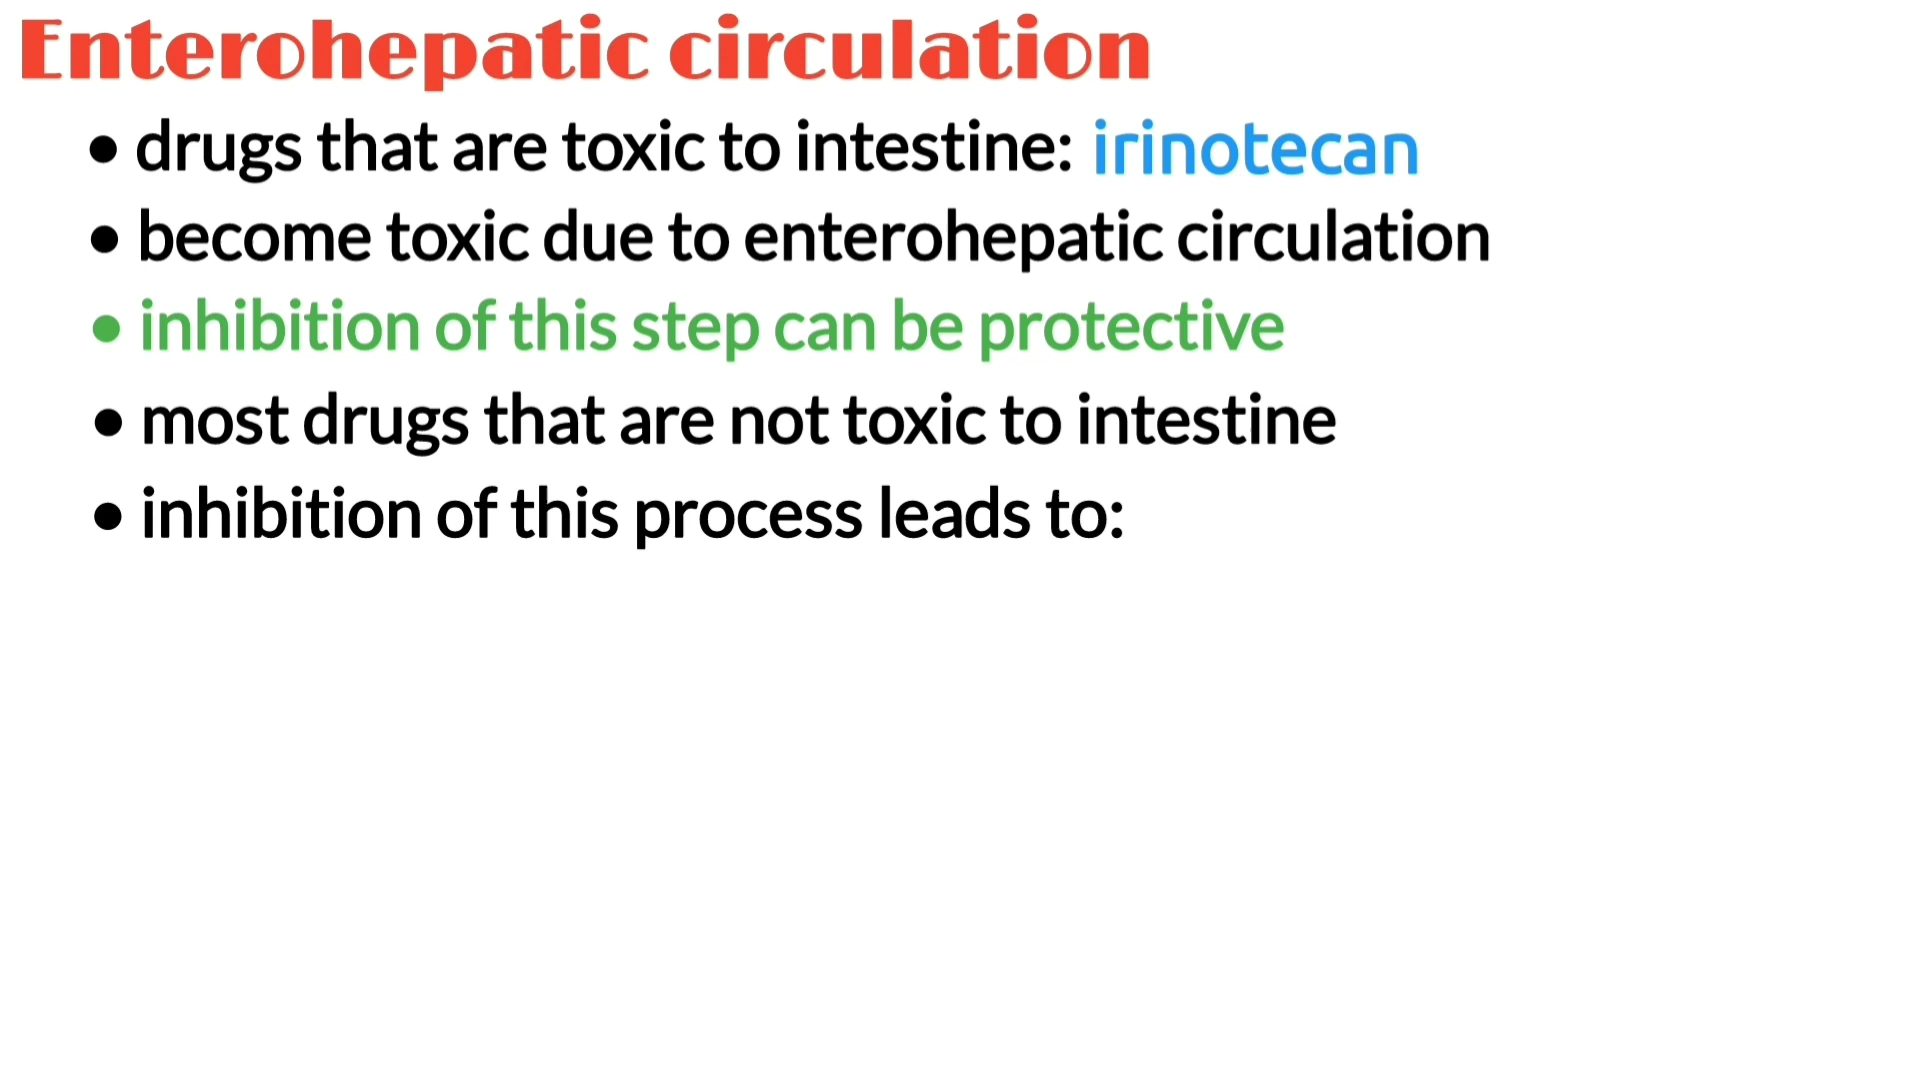 Enterohepatic circulation
• drugs that are toxic to intestine: irinotecan
• become toxic due to enterohepatic circulation
• inhibition of this step can be protective
• most drugs that are not toxic to intestine
• inhibition of this process leads to: